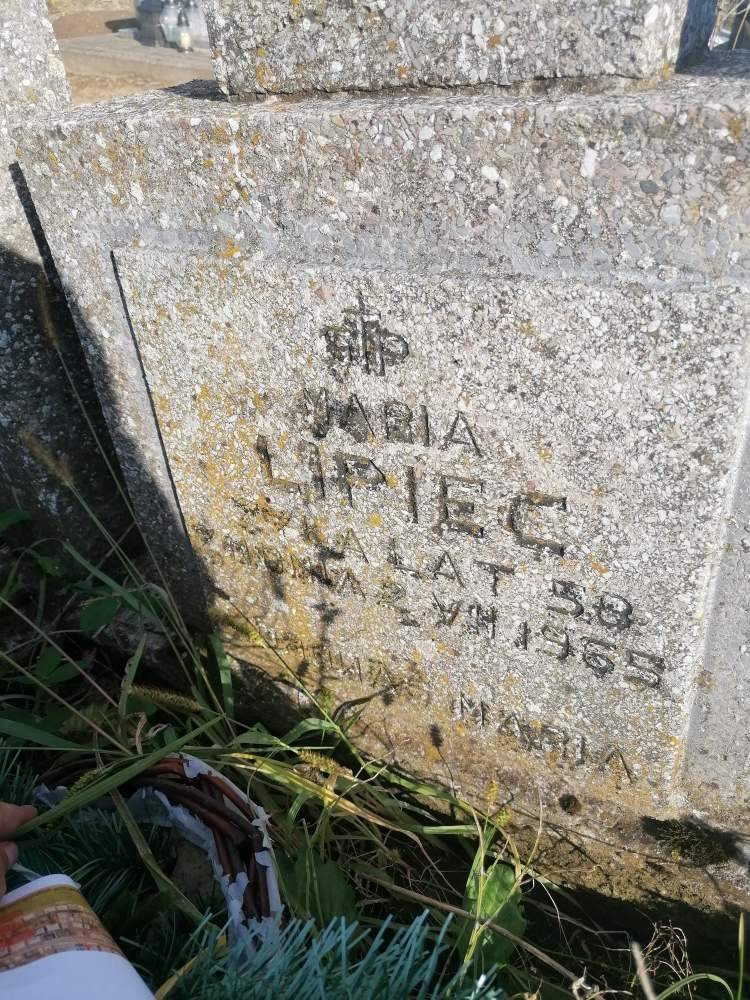 Ś P
MARIA
LIPIEC
ŻYŁA LAT 58
ZMARŁA 2 VII 1965
MARIA